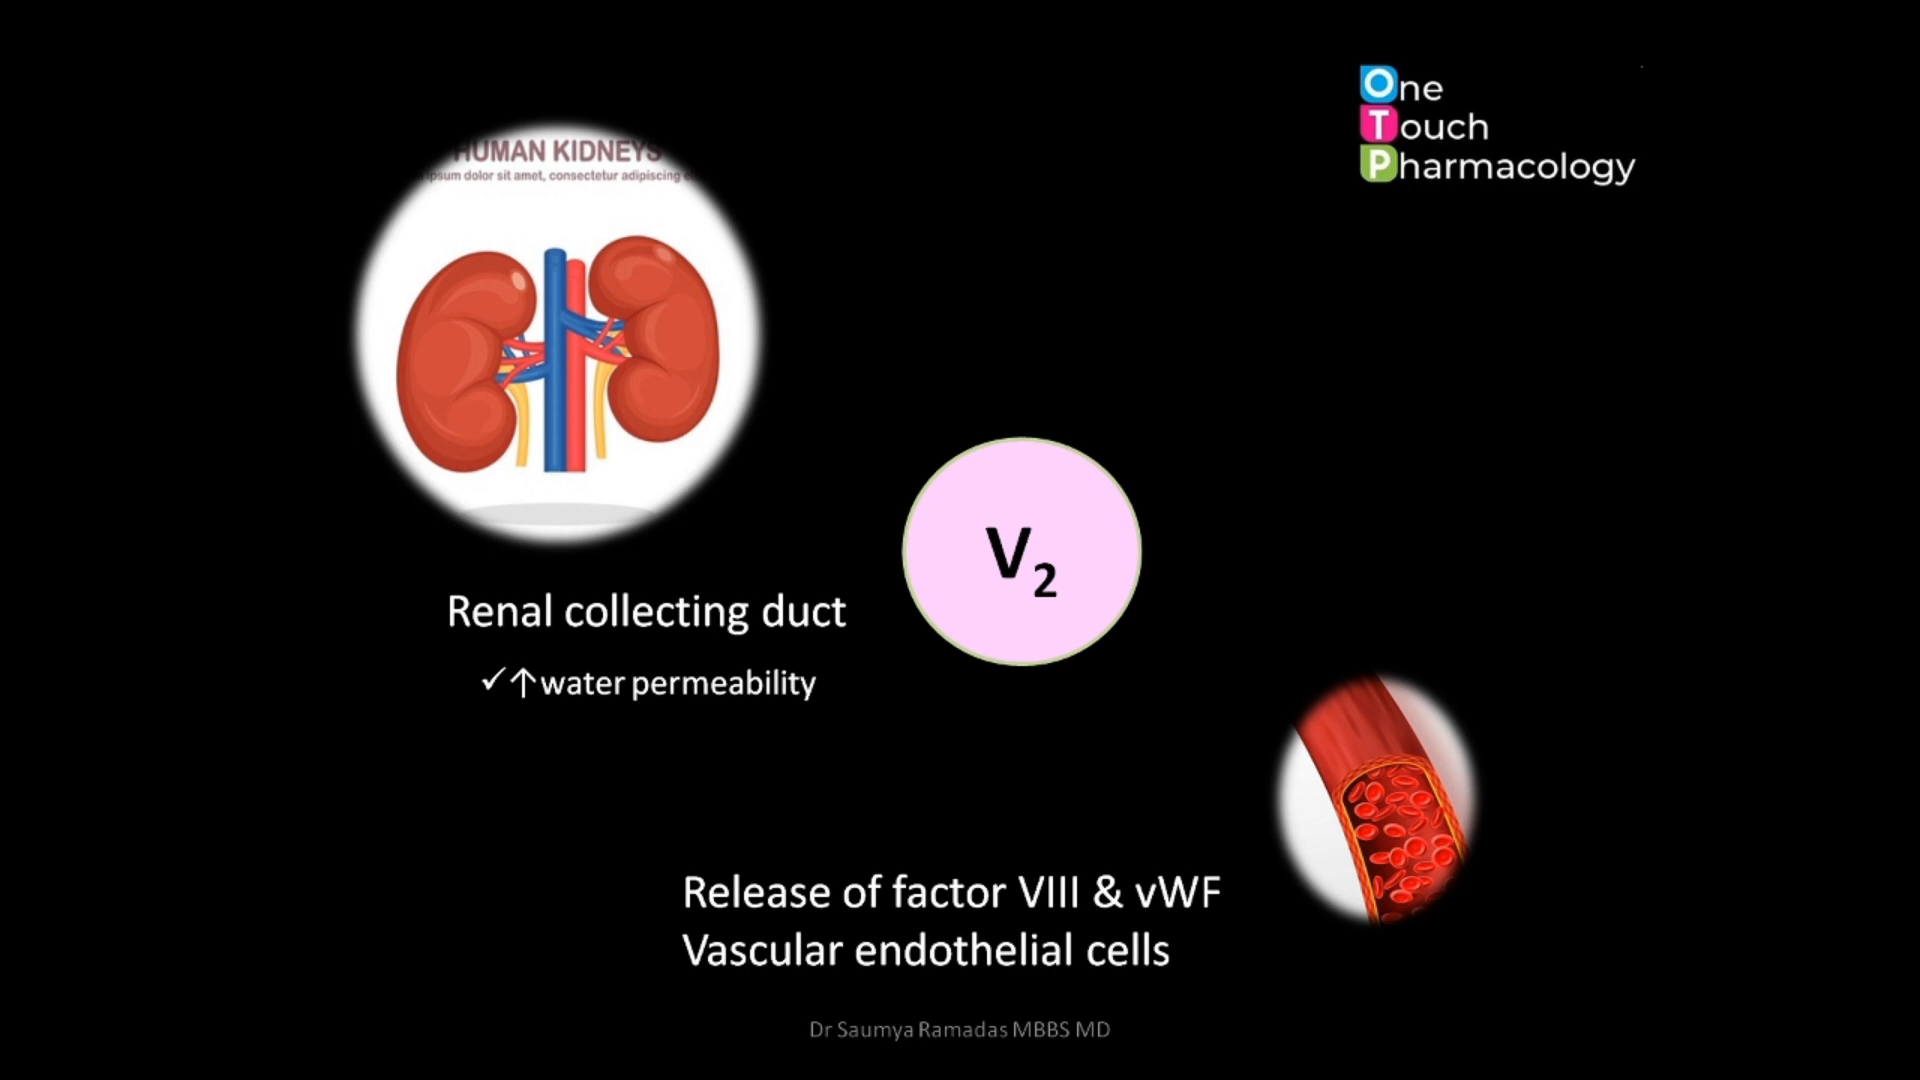 One
Touch
Pharmacology
HUMAN KIDNEYS
ipsum dolor sit amet, consectetur adipiscing
V₂
Renal collecting duct
✓↑water permeability
Release of factor VIII & vWF
Vascular endothelial cells
Dr Saumya Ramadas MBBS MD